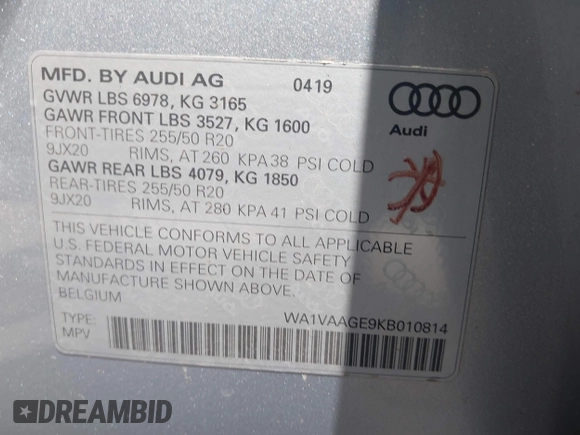 MFD. BY AUDI AG 0419
GVWR LBS 6978, KG 3165
GAWR FRONT LBS 3527, KG 1600
FRONT-TIRES 255/50 R20
9JX20 RIMS, AT 260 KPA 38 PSI COLD
GAWR REAR LBS 4079, KG 1850
REAR-TIRES 255/50 R20
9JX20 RIMS, AT 280 KPA 41 PSI COLD
Audi
THIS VEHICLE CONFORMS TO ALL APPLICABLE
U.S. FEDERAL MOTOR VEHICLE SAFETY
STANDARDS IN EFFECT ON THE DATE OF
MANUFACTURE SHOWN ABOVE.
BELGIUM
TYPE: WA1VAAGE9KB010814
MPV
DREAMBID